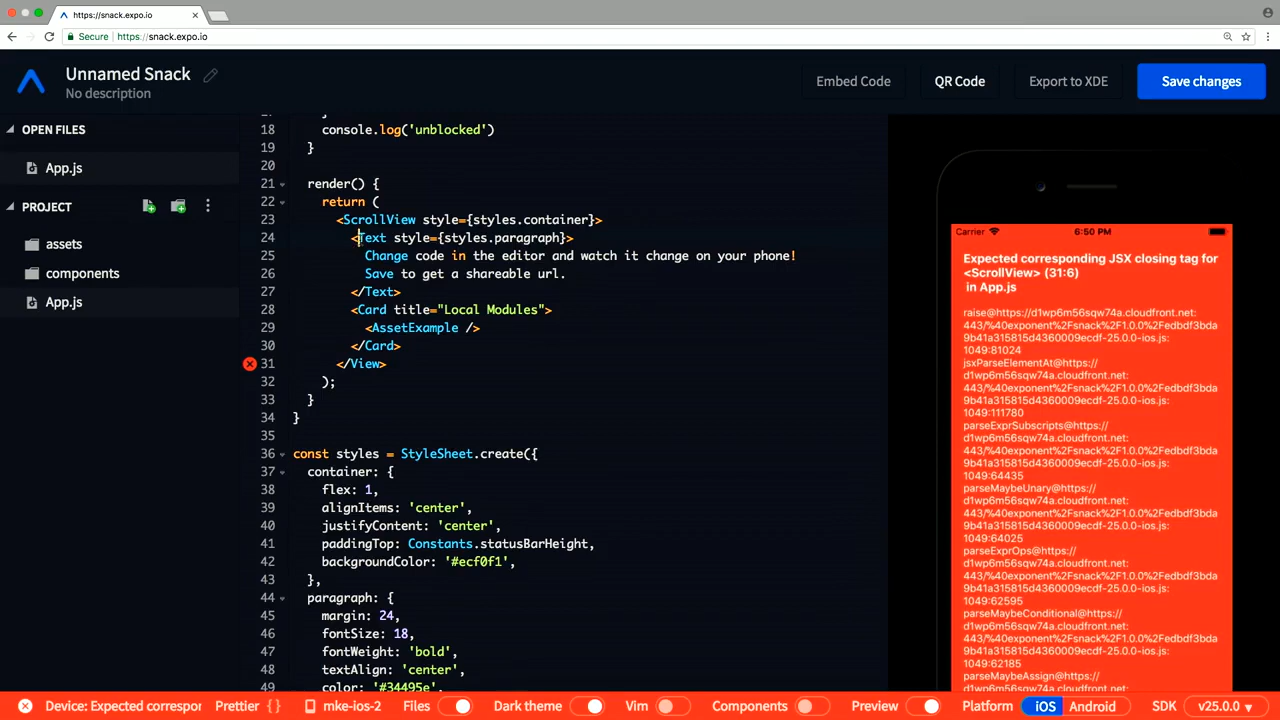 https://snack.expo.io
Secure https://snack.expo.io
Unnamed Snack
No description
Embed Code
QR Code
Export to XDE
Save changes
OPEN FILES
App.js
PROJECT
assets
components
App.js
18 console.log('unblocked')
19 }
20
21 render() {
22 return (
23 <ScrollView style={styles.container}>
24 <Text style={styles.paragraph}>
25 Change code in the editor and watch it change on your phone!
26 Save to get a shareable url.
27 </Text>
28 <Card title="Local Modules">
29 <AssetExample />
30 </Card>
31 </View>
32 );
33 }
34 }
35
36 const styles = StyleSheet.create({
37 container: {
38 flex: 1,
39 alignItems: 'center',
40 justifyContent: 'center',
41 paddingTop: Constants.statusBarHeight,
42 backgroundColor: '#ecf0f1',
43 },
44 paragraph: {
45 margin: 24,
46 fontSize: 18,
47 fontWeight: 'bold',
48 textAlign: 'center',
49 color: '#34495e',
Carrier 6:50 PM
Expected corresponding JSX closing tag for
<ScrollView> (31:6)
in App.js
raise@https://d1wp6m56sqw74a.cloudfront.net:
443/%40exponent%2Fsnack%2F1.0.0%2Fedbdf3bda
9b41a315815d4360009ecdf-25.0.0-ios.js:
1049:81024
jsxParseElementAt@https://
d1wp6m56sqw74a.cloudfront.net:
443/%40exponent%2Fsnack%2F1.0.0%2Fedbdf3bda
9b41a315815d4360009ecdf-25.0.0-ios.js:
1049:111780
parseExprSubscripts@https://
d1wp6m56sqw74a.cloudfront.net:
443/%40exponent%2Fsnack%2F1.0.0%2Fedbdf3bda
9b41a315815d4360009ecdf-25.0.0-ios.js:
1049:64435
parseMaybeUnary@https://
d1wp6m56sqw74a.cloudfront.net:
443/%40exponent%2Fsnack%2F1.0.0%2Fedbdf3bda
9b41a315815d4360009ecdf-25.0.0-ios.js:
1049:64025
parseExprOps@https://
d1wp6m56sqw74a.cloudfront.net:
443/%40exponent%2Fsnack%2F1.0.0%2Fedbdf3bda
9b41a315815d4360009ecdf-25.0.0-ios.js:
1049:62595
parseMaybeConditional@https://
d1wp6m56sqw74a.cloudfront.net:
443/%40exponent%2Fsnack%2F1.0.0%2Fedbdf3bda
9b41a315815d4360009ecdf-25.0.0-ios.js:
1049:62185
parseMaybeAssign@https://
d1wp6m56sqw74a.cloudfront.net:
Device: Expected correspor Prettier {} mke-ios-2 Files Dark theme Vim Components Preview Platform iOS Android SDK v25.0.0